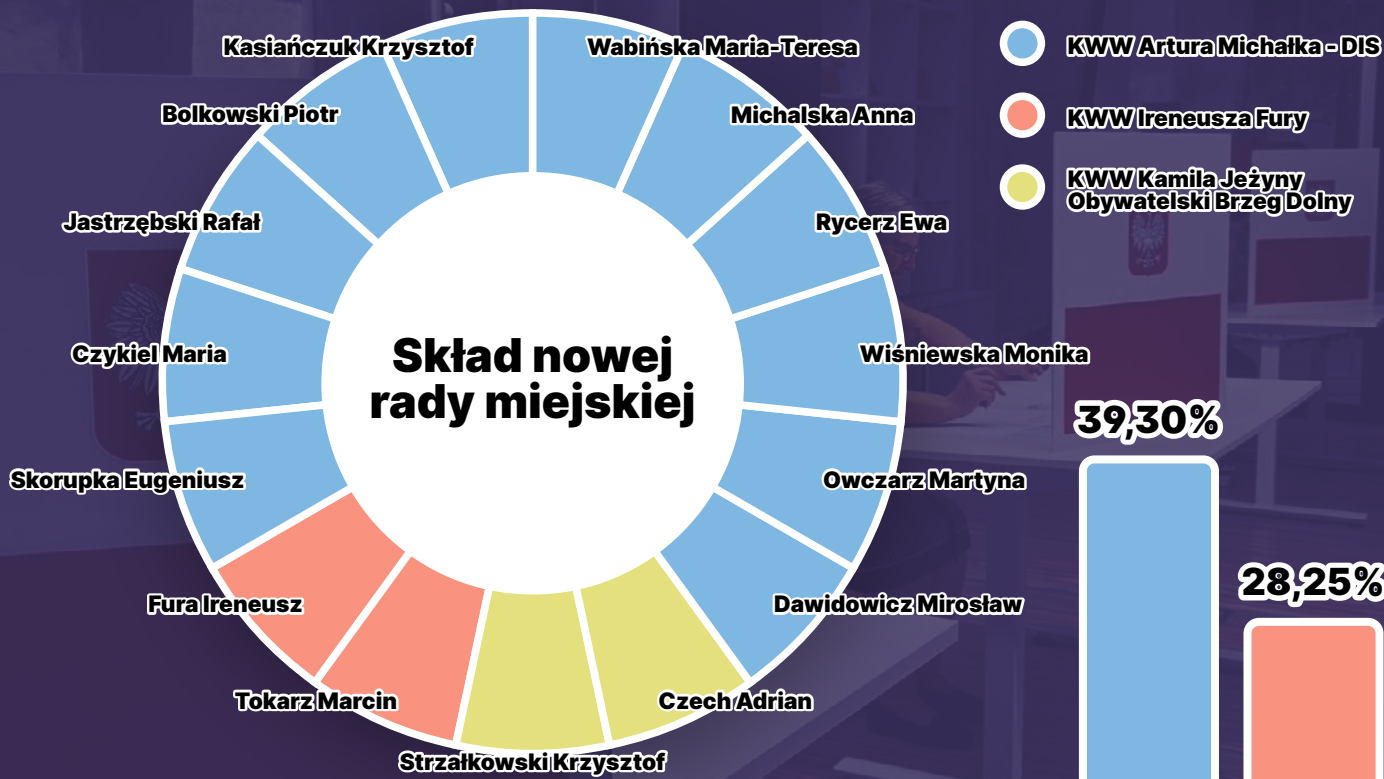 Kasiańczuk Krzysztof
Wabińska Maria-Teresa
Bolkowski Piotr
Michalska Anna
Jastrzębski Rafał
Rycerz Ewa
Czykiel Maria
Wiśniewska Monika
Skorupka Eugeniusz
Owczarz Martyna
Fura Ireneusz
Dawidowicz Mirosław
Tokarz Marcin
Czech Adrian
Strzałkowski Krzysztof
Skład nowej
rady miejskiej
KWW Artura Michałka - DIS
KWW Ireneusza Fury
KWW Kamila Jeżyny
Obywatelski Brzeg Dolny
39,30%
28,25%